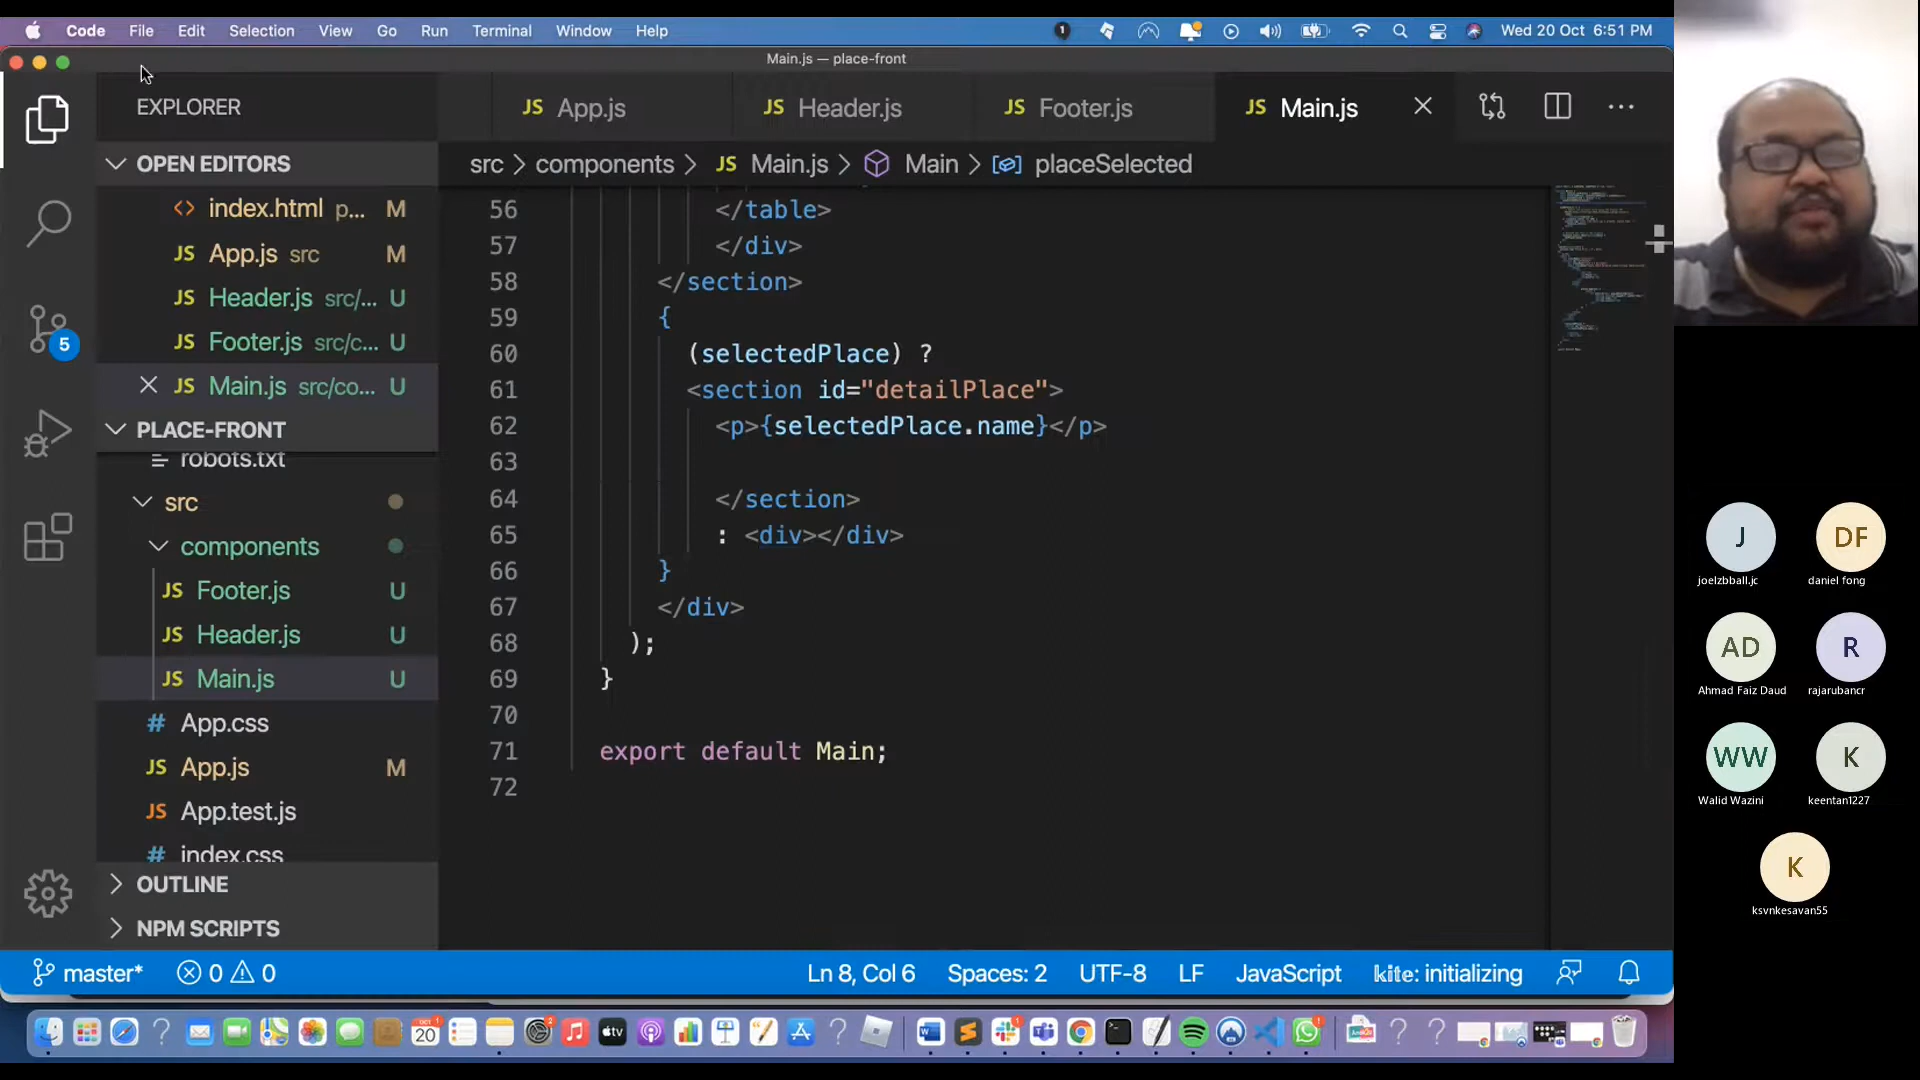 Code File Edit Selection View Go Run Terminal Window Help
1
Wed 20 Oct 6:51 PM
Main.js — place-front
EXPLORER
JS App.js
JS Header.js
JS Footer.js
JS Main.js
OPEN EDITORS
src > components > JS Main.js > Main > placeSelected
index.html p... M
JS App.js src M
JS Header.js src/... U
JS Footer.js src/c... U
JS Main.js src/co... U
PLACE-FRONT
robots.txt
src
components
JS Footer.js U
JS Header.js U
JS Main.js U
# App.css
JS App.js M
JS App.test.js
# index.css
OUTLINE
NPM SCRIPTS
5
56 </table>
57 </div>
58 </section>
59 {
60 (selectedPlace) ?
61 <section id="detailPlace">
62 <p>{selectedPlace.name}</p>
63
64 </section>
65 : <div></div>
66 }
67 </div>
68 );
69 }
70
71 export default Main;
72
master* 0 0
Ln 8, Col 6 Spaces: 2 UTF-8 LF JavaScript kite: initializing
J
joelzbball.jc
DF
daniel fong
AD
Ahmad Faiz Daud
R
rajarubancr
WW
Walid Wazini
K
keentan1227
K
ksvnkesavan55
OCT
20
tv